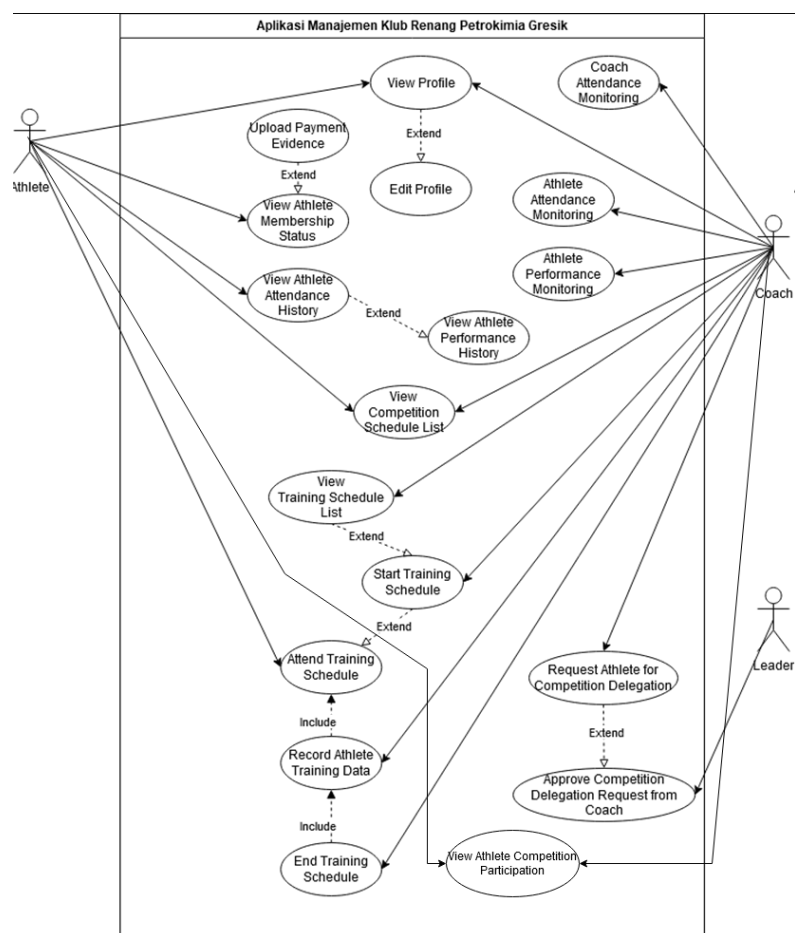 Aplikasi Manajemen Klub Renang Petrokimia Gresik
View Profile
Coach
Attendance
Monitoring
Upload Payment
Evidence
Extend
Extend
Edit Profile
Athlete
View Athlete
Membership
Status
Athlete
Attendance
Monitoring
View Athlete
Attendance
History
Athlete
Performance
Monitoring
Coach
Extend
View Athlete
Performance
History
View
Competition
Schedule List
View
Training Schedule
List
Extend
Start Training
Schedule
Extend
Attend Training
Schedule
Request Athlete for
Competition Delegation
Leader
Include
Extend
Record Athlete
Training Data
Approve Competition
Delegation Request from
Coach
Include
End Training
Schedule
View Athlete Competition
Participation